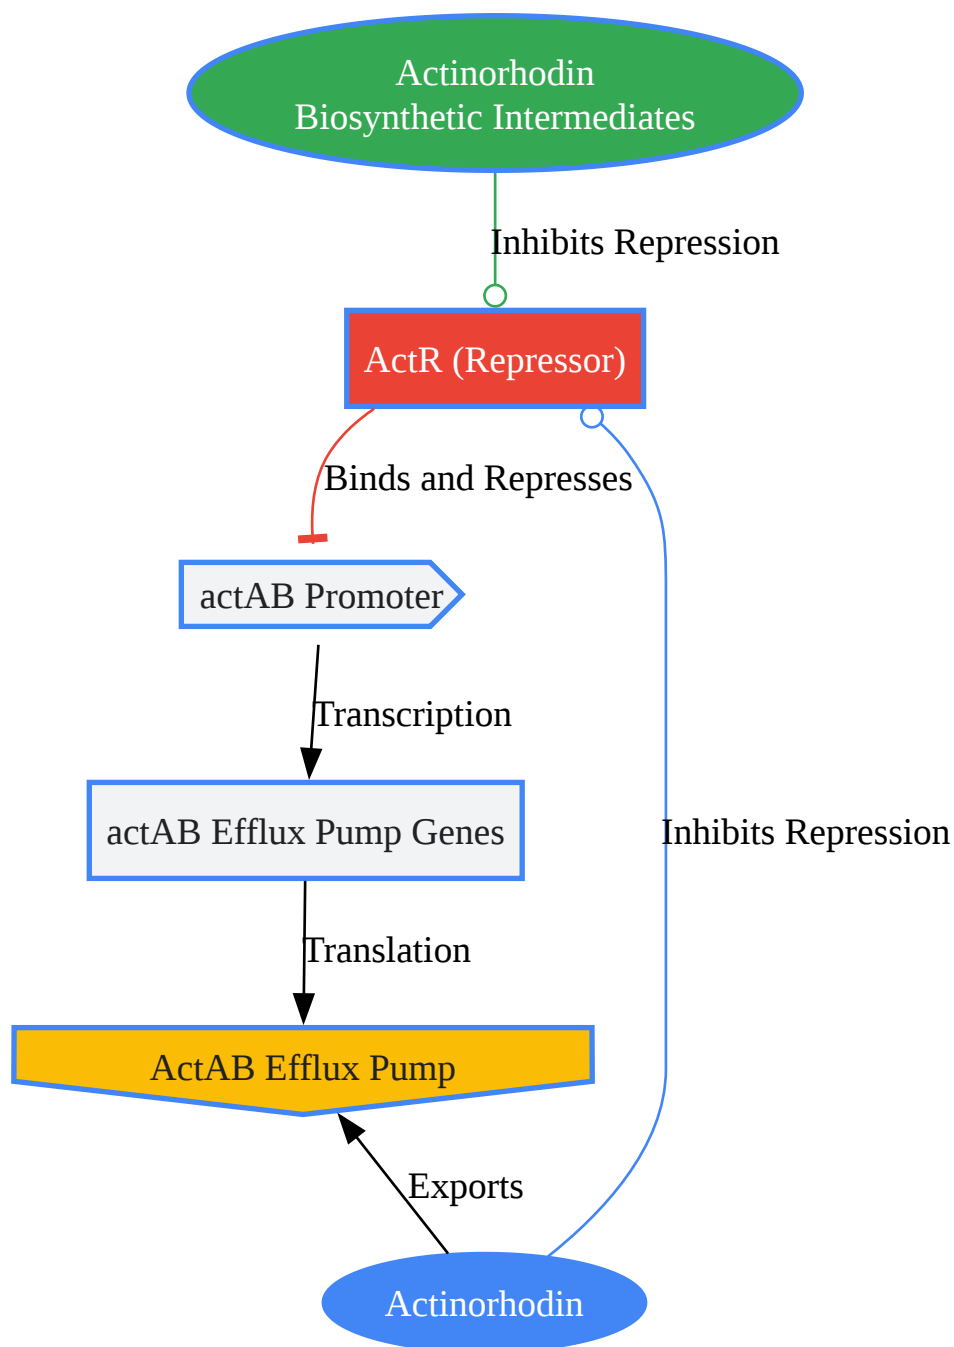 Actinorhodin
Biosynthetic Intermediates
Inhibits Repression
ActR (Repressor)
Binds and Represses
actAB Promoter
Transcription
actAB Efflux Pump Genes
Inhibits Repression
Translation
ActAB Efflux Pump
Exports
Actinorhodin